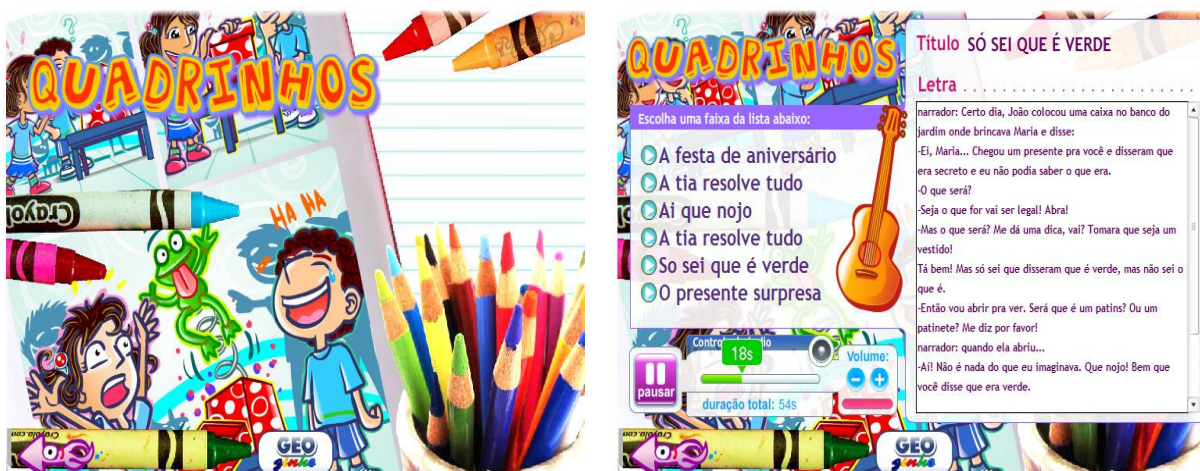 QUADRINHOS
HA HA
Crayola
Crayola.com
GEO
ginho
QUADRINHOS
Escolha uma faixa da lista abaixo:
A festa de aniversário
A tia resolve tudo
Ai que nojo
A tia resolve tudo
So sei que é verde
O presente surpresa
18s
pausar
duração total: 54s
Volume:
GEO
ginho
Título SÓ SEI QUE É VERDE
Letra
narrador: Certo dia, João colocou uma caixa no banco do
jardim onde brincava Maria e disse:
-Ei, Maria... Chegou um presente pra você e disseram que
era secreto e eu não podia saber o que era.
-O que será?
-Seja o que for vai ser legal! Abra!
-Mas o que será? Me dá uma dica, vai? Tomara que seja um
vestido!
Tá bem! Mas só sei que disseram que é verde, mas não sei o
que é.
-Então vou abrir pra ver. Será que é um patins? Ou um
patinete? Me diz por favor!
narrador: quando ela abriu...
-Aí! Não é nada do que eu imaginava. Que nojo! Bem que
você disse que era verde.